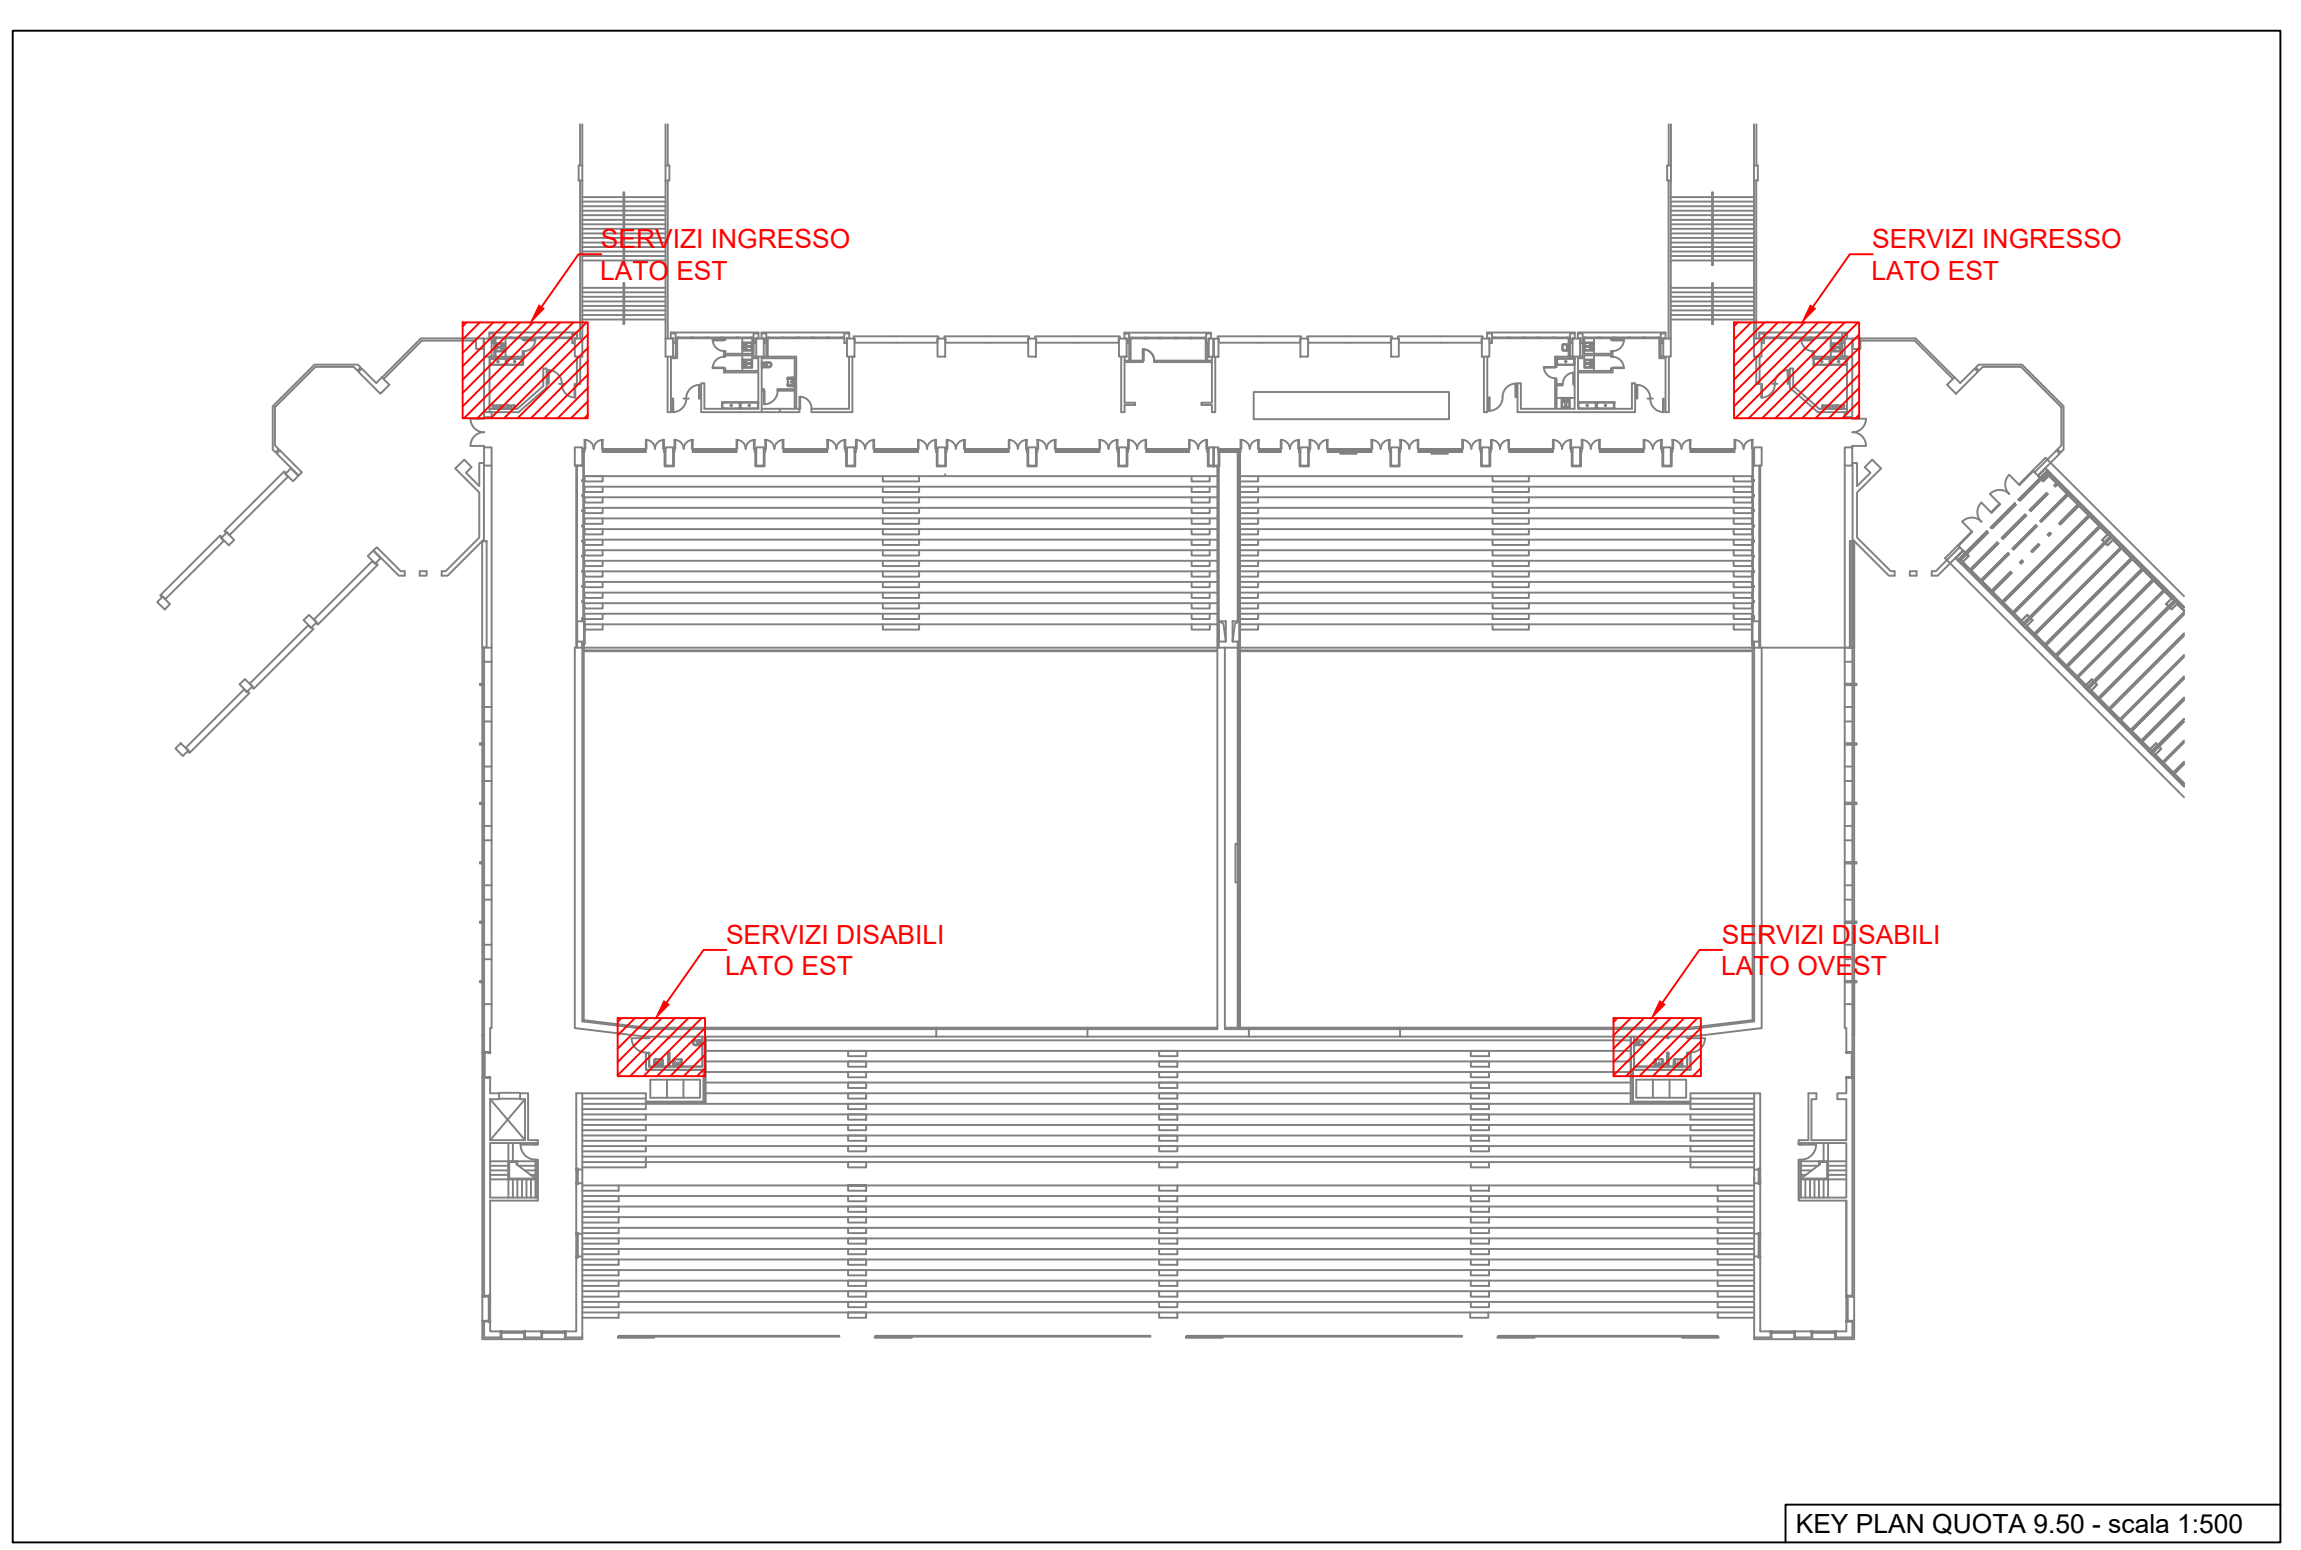 SERVIZI INGRESSO
LATO EST
SERVIZI INGRESSO
LATO EST
SERVIZI DISABILI
LATO EST
SERVIZI DISABILI
LATO OVEST
KEY PLAN QUOTA 9.50 - scala 1:500